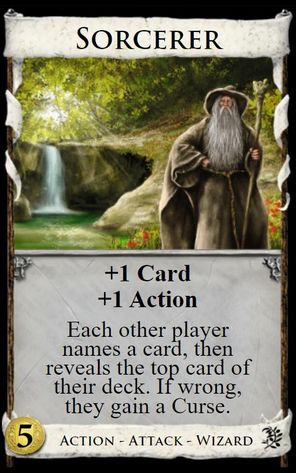 SORCERER
+1 Card
+1 Action
Each other player
names a card, then
reveals the top card of
their deck. If wrong,
they gain a Curse.
5
ACTION - ATTACK - WIZARD